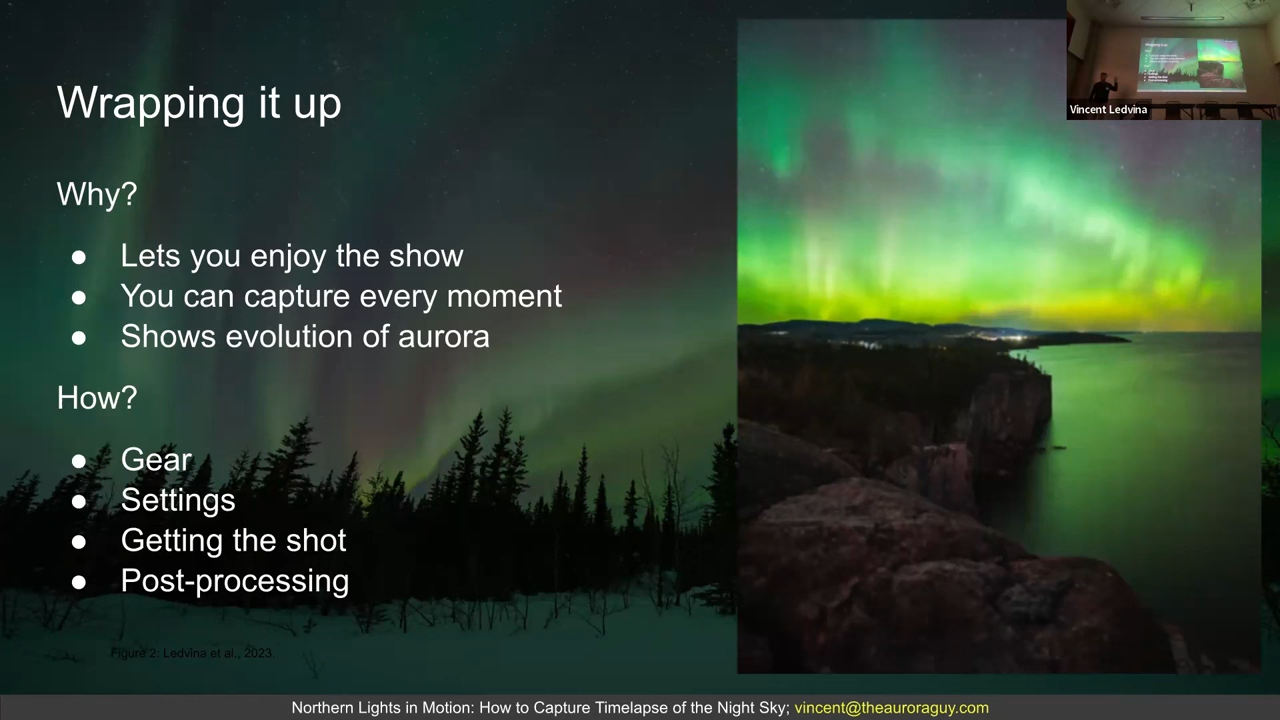 Wrapping it up
Why?
● Lets you enjoy the show
● You can capture every moment
● Shows evolution of aurora
How?
● Gear
● Settings
● Getting the shot
● Post-processing
Figure 2: Ledvina et al., 2023.
Vincent Ledvina
Northern Lights in Motion: How to Capture Timelapse of the Night Sky; vincent@theauroraguy.com